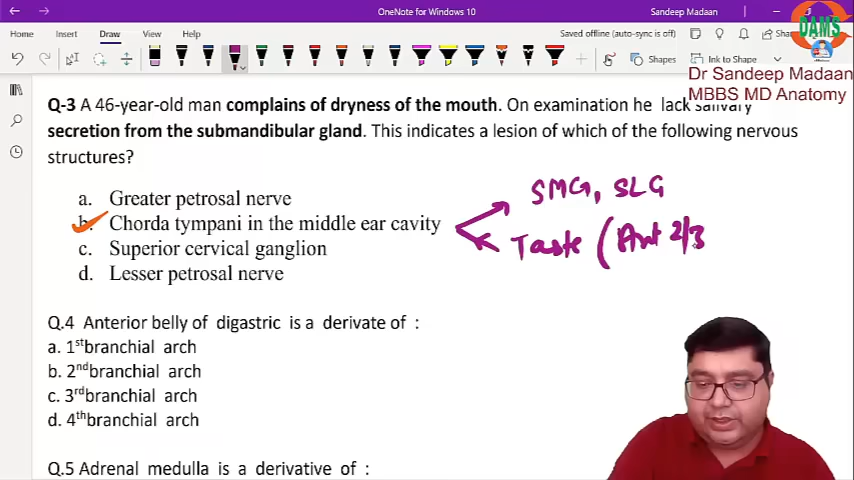 OneNote for Windows 10
Sandeep Madaan
DAMS
Home Insert Draw View Help
Saved offline (auto-sync is off)
Share
Shapes
Ink to Shape
Dr Sandeep Madaan
MBBS MD Anatomy
Q-3 A 46-year-old man complains of dryness of the mouth. On examination he lack salivary
secretion from the submandibular gland. This indicates a lesion of which of the following nervous
structures?
a. Greater petrosal nerve
b. Chorda tympani in the middle ear cavity
c. Superior cervical ganglion
d. Lesser petrosal nerve
SMG, SLG
Taste (Ant 2/3
Q.4 Anterior belly of digastric is a derivate of :
a. 1st branchial arch
b. 2nd branchial arch
c. 3rd branchial arch
d. 4th branchial arch
Q.5 Adrenal medulla is a derivative of :